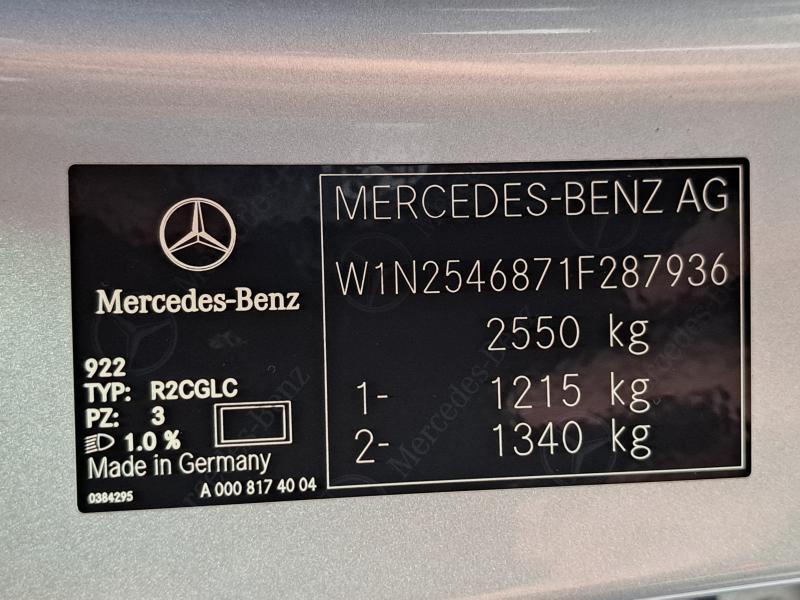 Mercedes-Benz
922
TYP: R2CGLC
PZ: 3
1.0 %
Made in Germany
0384295
A 000 817 40 04
MERCEDES-BENZ AG
W1N2546871F287936
2550 kg
1- 1215 kg
2- 1340 kg